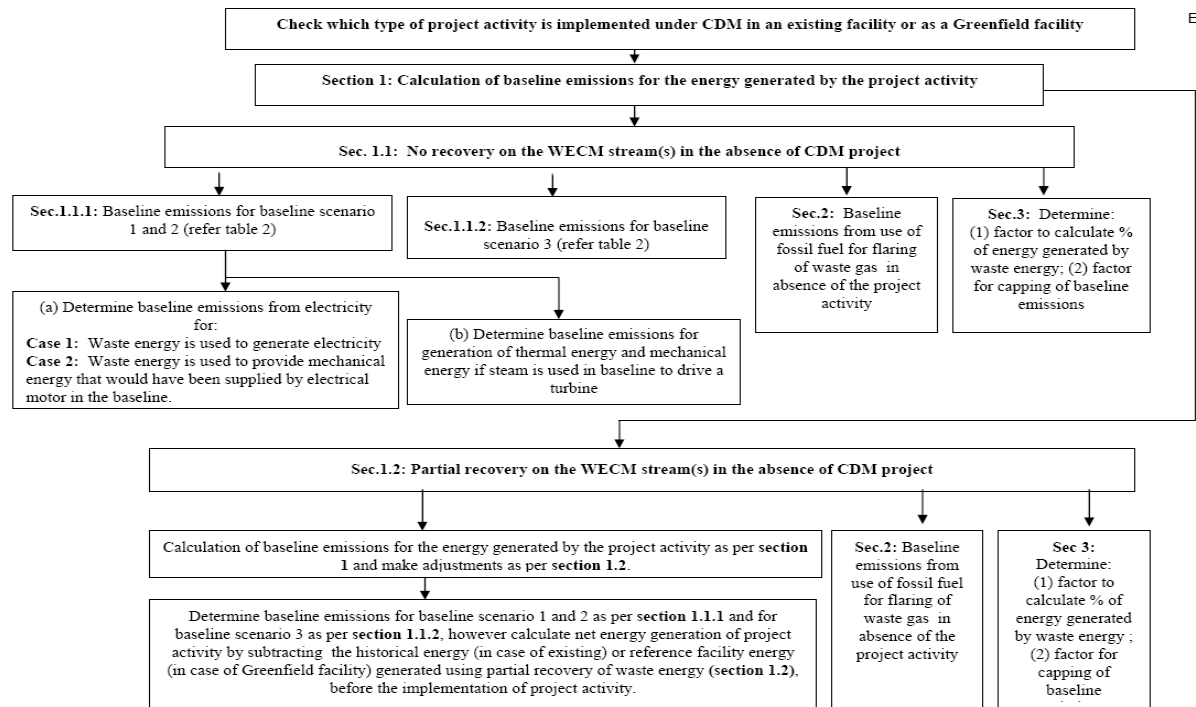 E
Check which type of project activity is implemented under CDM in an existing facility or as a Greenfield facility
Section 1: Calculation of baseline emissions for the energy generated by the project activity
Sec. 1.1:  No recovery on the WECM stream(s) in the absence of CDM project
Sec.1.1.1: Baseline emissions for baseline scenario
1 and 2 (refer table 2)
Sec.1.1.2: Baseline emissions for baseline
scenario 3 (refer table 2)
Sec.2:  Baseline
emissions from use of
fossil fuel for flaring
of waste gas  in
absence of the project
activity
Sec.3:  Determine:
(1) factor to calculate %
of energy generated by
waste energy; (2) factor
for capping of baseline
emissions
(a) Determine baseline emissions from electricity
for:
Case 1:  Waste energy is used to generate electricity
Case 2:  Waste energy is used to provide mechanical
energy that would have been supplied by electrical
motor in the baseline.
(b) Determine baseline emissions for
generation of thermal energy and mechanical
energy if steam is used in baseline to drive a
turbine
Sec.1.2: Partial recovery on the WECM stream(s) in the absence of CDM project
Calculation of baseline emissions for the energy generated by the project activity as per section
1 and make adjustments as per section 1.2.
Determine baseline emissions for baseline scenario 1 and 2 as per section 1.1.1 and for
baseline scenario 3 as per section 1.1.2, however calculate net energy generation of project
activity by subtracting  the historical energy (in case of existing) or reference facility energy
(in case of Greenfield facility) generated using partial recovery of waste energy (section 1.2),
before the implementation of project activity.
Sec.2: Baseline
emissions from
use of fossil fuel
for flaring of
waste gas  in
absence of the
project activity
Sec 3:
Determine:
(1) factor to
calculate % of
energy generated
by waste energy ;
(2) factor for
capping of
baseline